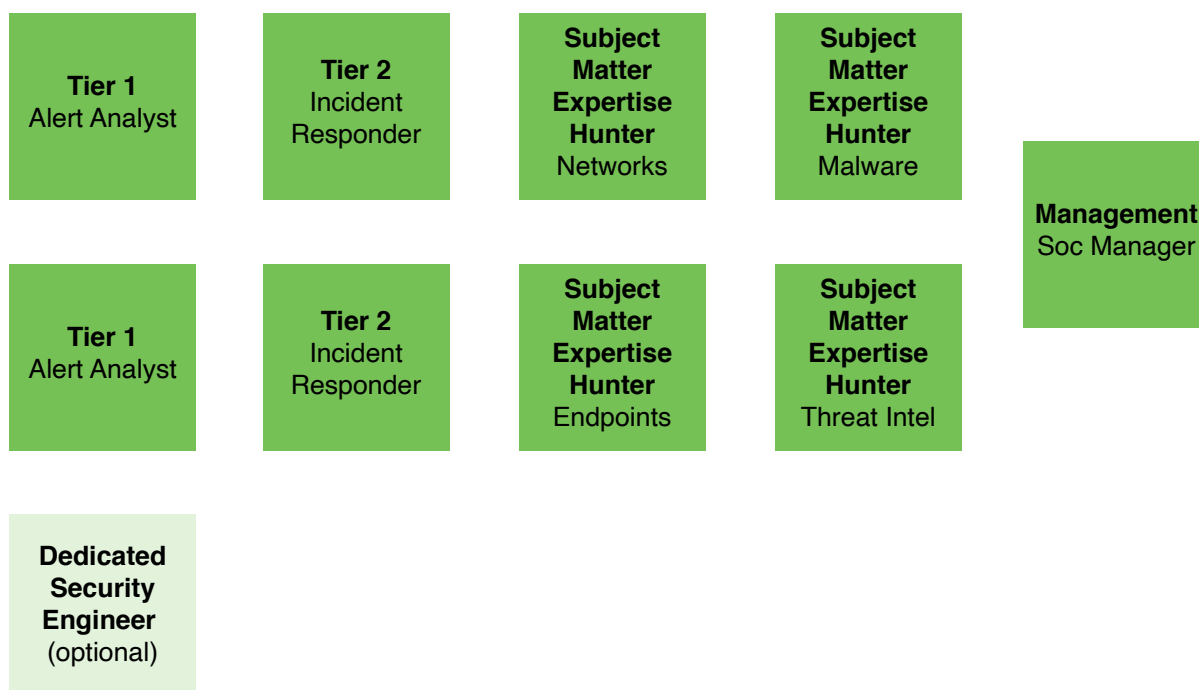 Tier 1
Alert Analyst
Tier 2
Incident
Responder
Subject
Matter
Expertise
Hunter
Networks
Subject
Matter
Expertise
Hunter
Malware
Management
Soc Manager
Tier 1
Alert Analyst
Tier 2
Incident
Responder
Subject
Matter
Expertise
Hunter
Endpoints
Subject
Matter
Expertise
Hunter
Threat Intel
Dedicated
Security
Engineer
(optional)